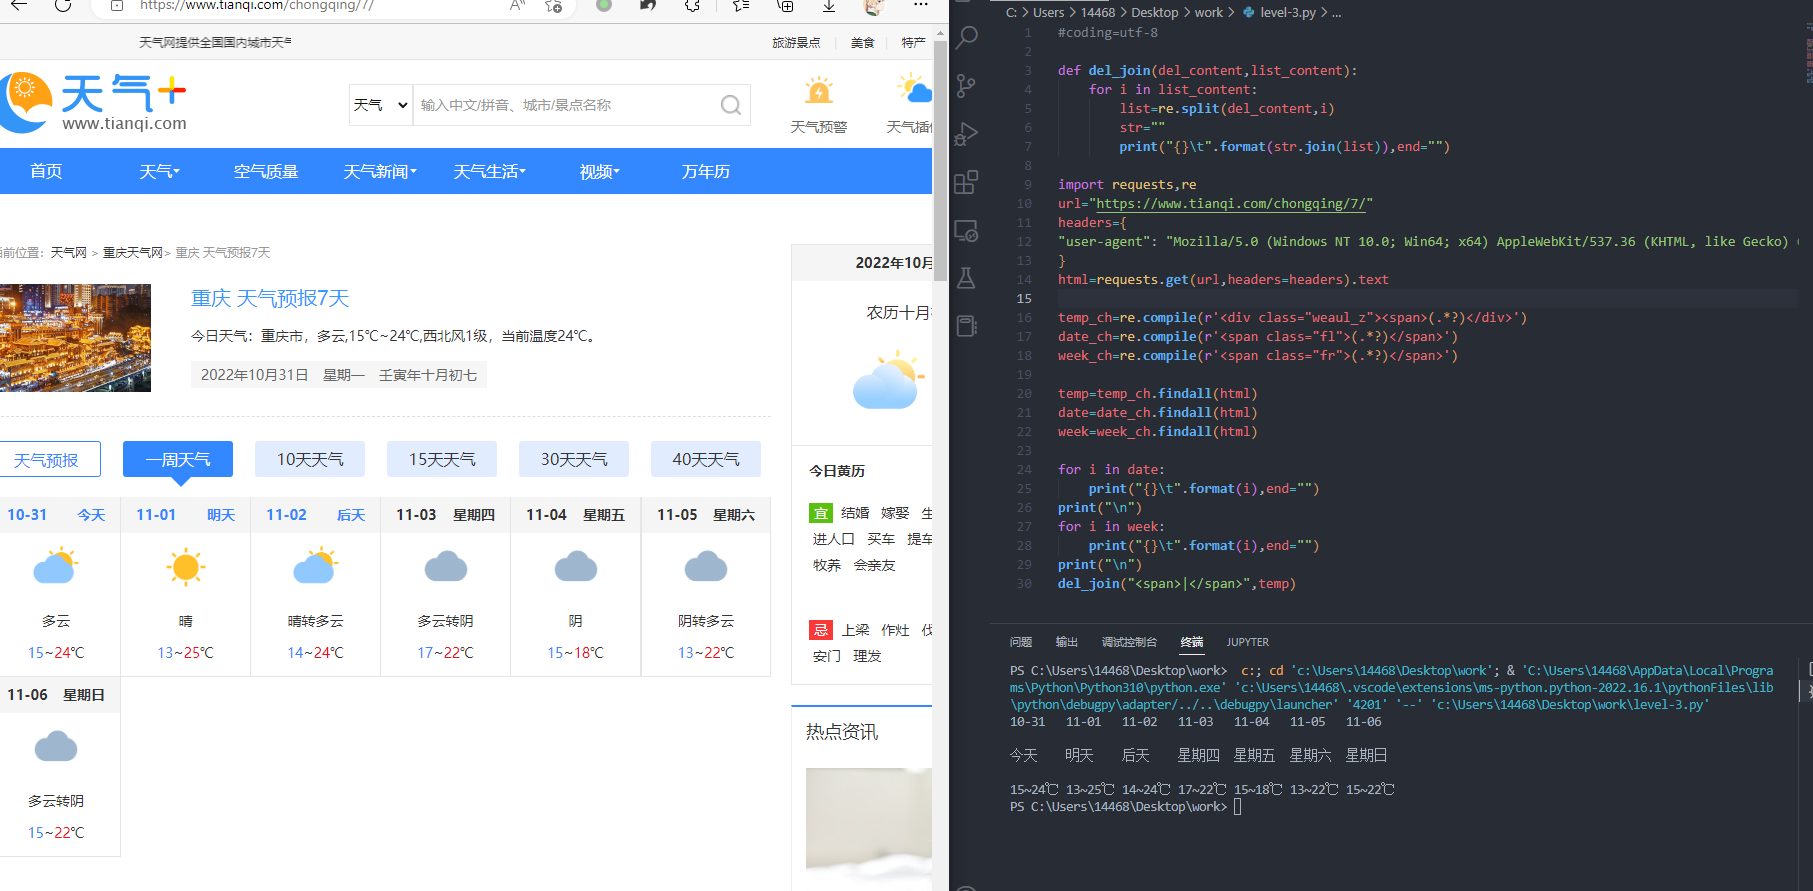 https://www.tianqi.com/chongqing/7/
天气网提供全国国内城市天气
旅游景点 美食 特产
天气+
www.tianqi.com
天气 输入中文/拼音、城市/景点名称
天气预警
首页 天气 空气质量 天气新闻 天气生活 视频 万年历
前位置：天气网 > 重庆天气网> 重庆 天气预报7天
重庆 天气预报7天
今日天气：重庆市，多云,15℃~24℃,西北风1级，当前温度24℃。
2022年10月31日 星期一 壬寅年十月初七
天气预报 一周天气 10天天气 15天天气 30天天气 40天天气
10-31 今天 11-01 明天 11-02 后天 11-03 星期四 11-04 星期五 11-05 星期六
多云 晴 晴转多云 多云转阴 阴 阴转多云
15~24℃ 13~25℃ 14~24℃ 17~22℃ 15~18℃ 13~22℃
11-06 星期日
多云转阴
15~22℃
2022年10月
农历十月
今日黄历
宜 结婚 嫁娶 生
进人口 买车 提车
牧养 会亲友
忌 上梁 作灶 伐
安门 理发
热点资讯
C: > Users > 14468 > Desktop > work > level-3.py > ...
1 #coding=utf-8
2
3 def del_join(del_content,list_content):
4 for i in list_content:
5 list=re.split(del_content,i)
6 str=""
7 print("{}\t".format(str.join(list)),end="")
8
9 import requests,re
10 url="https://www.tianqi.com/chongqing/7/"
11 headers={
12 "user-agent": "Mozilla/5.0 (Windows NT 10.0; Win64; x64) AppleWebKit/537.36 (KHTML, like Gecko)
13 }
14 html=requests.get(url,headers=headers).text
15
16 temp_ch=re.compile(r'<div class="weaul_z"><span>(.*?)</div>')
17 date_ch=re.compile(r'<span class="fl">(.*?)</span>')
18 week_ch=re.compile(r'<span class="fr">(.*?)</span>')
19
20 temp=temp_ch.findall(html)
21 date=date_ch.findall(html)
22 week=week_ch.findall(html)
23
24 for i in date:
25 print("{}\t".format(i),end="")
26 print("\n")
27 for i in week:
28 print("{}\t".format(i),end="")
29 print("\n")
30 del_join("<span>|</span>",temp)
问题 输出 调试控制台 终端 JUPYTER
PS C:\Users\14468\Desktop\work> c:; cd 'c:\Users\14468\Desktop\work'; & 'C:\Users\14468\AppData\Local\Progra
ms\Python\Python310\python.exe' 'c:\Users\14468\.vscode\extensions\ms-python.python-2022.16.1\pythonFiles\lib
\python\debugpy\adapter/../..\debugpy\launcher' '4201' '--' 'c:\Users\14468\Desktop\work\level-3.py'
10-31 11-01 11-02 11-03 11-04 11-05 11-06
今天 明天 后天 星期四 星期五 星期六 星期日
15~24℃ 13~25℃ 14~24℃ 17~22℃ 15~18℃ 13~22℃ 15~22℃
PS C:\Users\14468\Desktop\work>